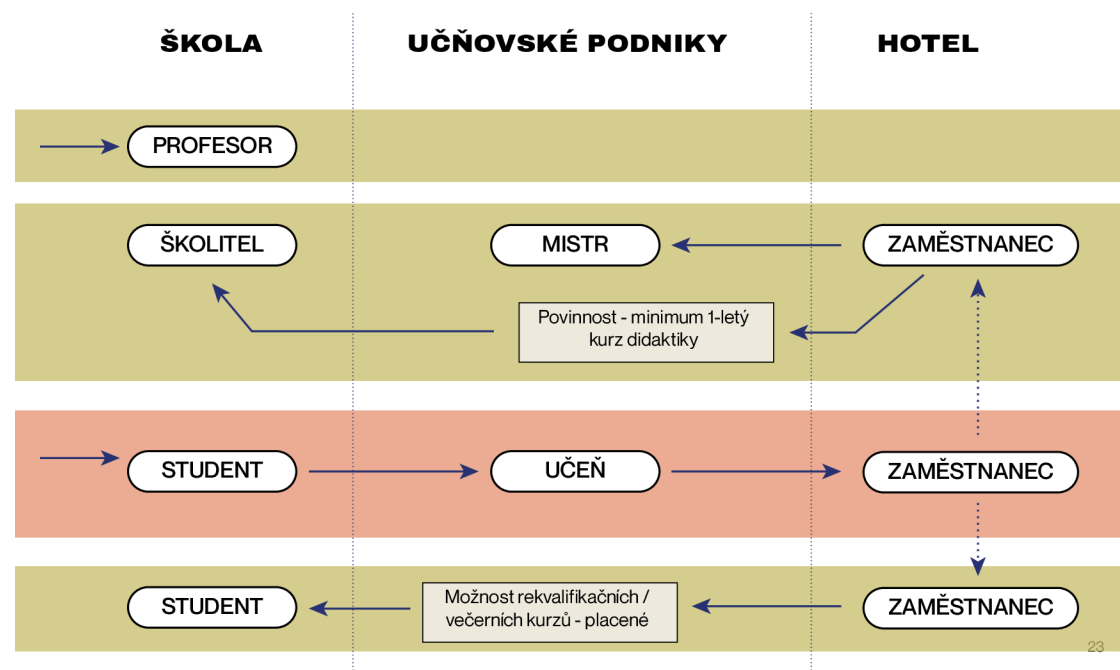 ŠKOLA
UČŇOVSKÉ PODNIKY
HOTEL
PROFESOR
ŠKOLITEL
MISTR
ZAMĚSTNANEC
Povinnost - minimum 1-letý
kurz didaktiky
STUDENT
UČEŇ
ZAMĚSTNANEC
STUDENT
Možnost rekvalifikačních /
večerních kurzů - placené
ZAMĚSTNANEC
23